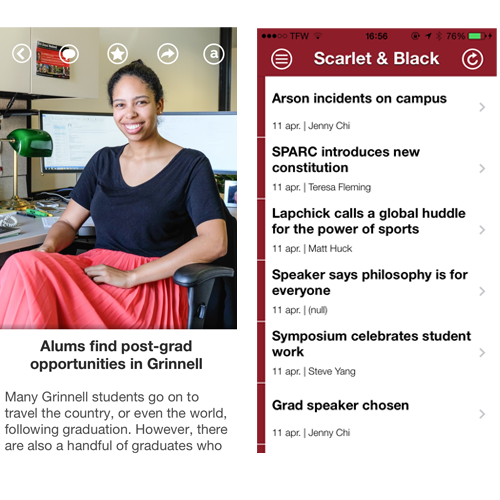 a
Alums find post-grad
opportunities in Grinnell
Many Grinnell students go on to
travel the country, or even the world,
following graduation. However, there
are also a handful of graduates who
TFW 16:56 76%
Scarlet & Black
Arson incidents on campus
11 apr. | Jenny Chi
SPARC introduces new
constitution
11 apr. | Teresa Fleming
Lapchick calls a global huddle
for the power of sports
11 apr. | Matt Huck
Speaker says philosophy is for
everyone
11 apr. | (null)
Symposium celebrates student
work
11 apr. | Steve Yang
Grad speaker chosen
11 apr. | Jenny Chi